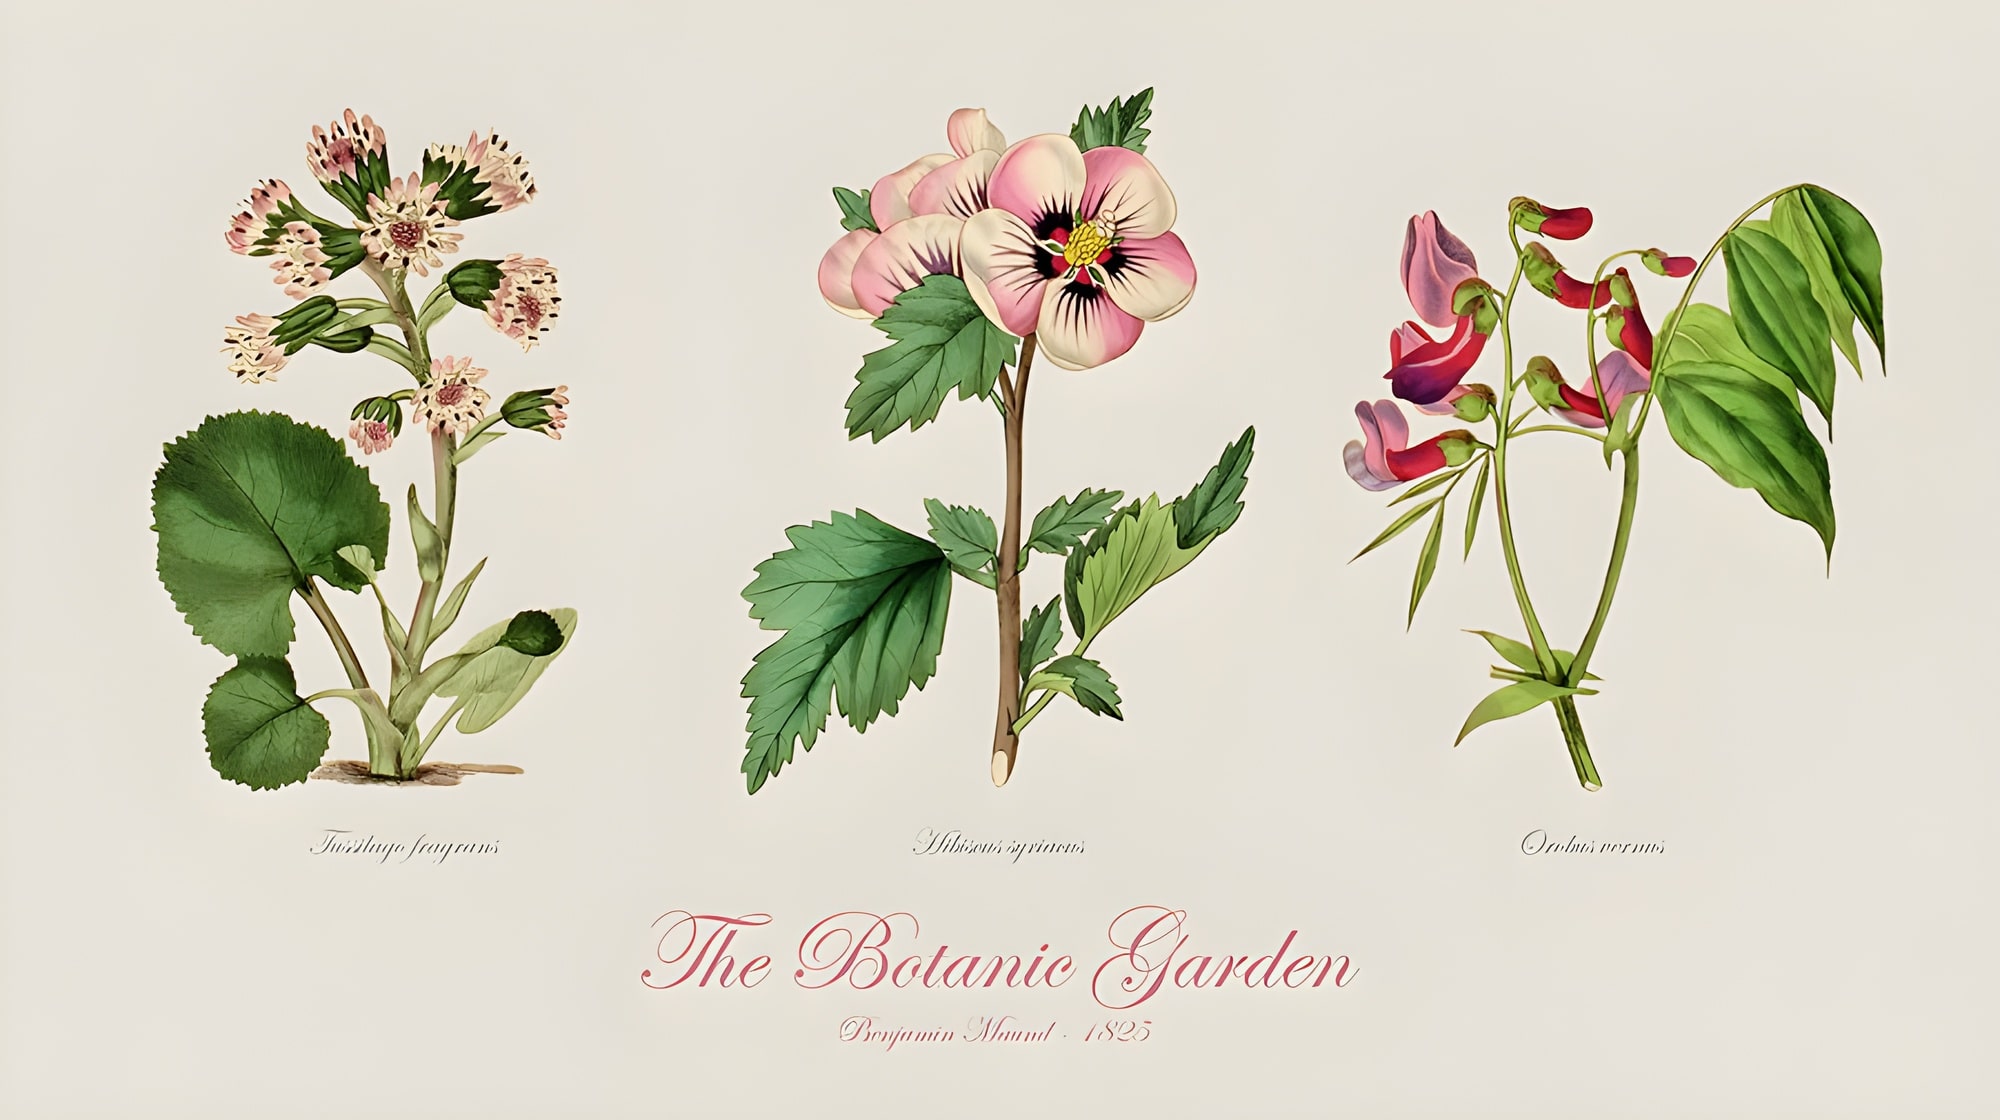 Tussilago fragrans
Hibiscus syriacus
Orobus vernus
The Botanic Garden
Benjamin Maund · 1825